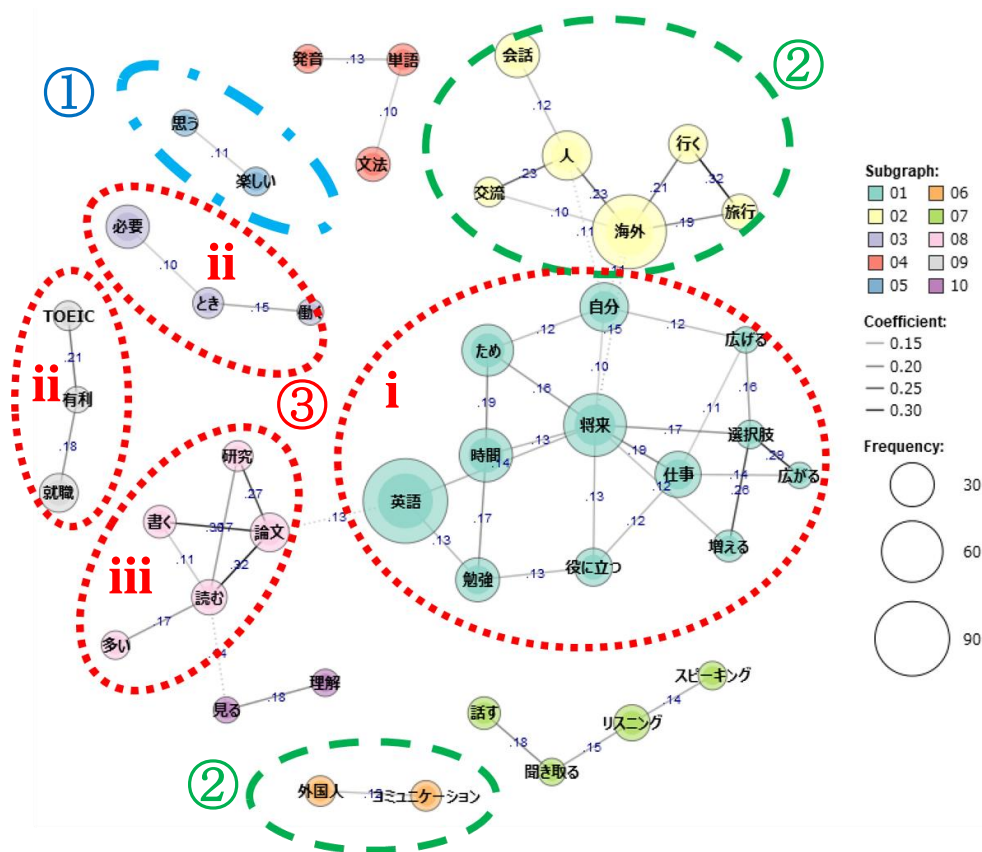 ①
思う
.11
楽しい
発音
.13
単語
.10
文法
②
会話
.12
人
行く
.23
交流
.23
.21
.32
.10
.19
旅行
海外
.11
必要
ii
.10
とき
.15
働く
TOEIC
.21
ii
有利
.18
就職
③
i
自分
.12
.15
.12
広げる
ため
.10
.16
.16
.19
.11
将来
.17
選択肢
.13
時間
.14
.19
.29
仕事
.14
広がる
.12
.26
英語
.13
.13
.17
.12
増える
勉強
.13
役に立つ
研究
.27
書く
論文
.13
.11
.32
iii
読む
.17
多い
理解
見る
.18
スピーキング
.14
話す
リスニング
.18
.15
聞き取る
②
外国人
コミュニケーション
Subgraph:
01 06
02 07
03 08
04 09
05 10
Coefficient:
0.15
0.20
0.25
0.30
Frequency:
30
60
90